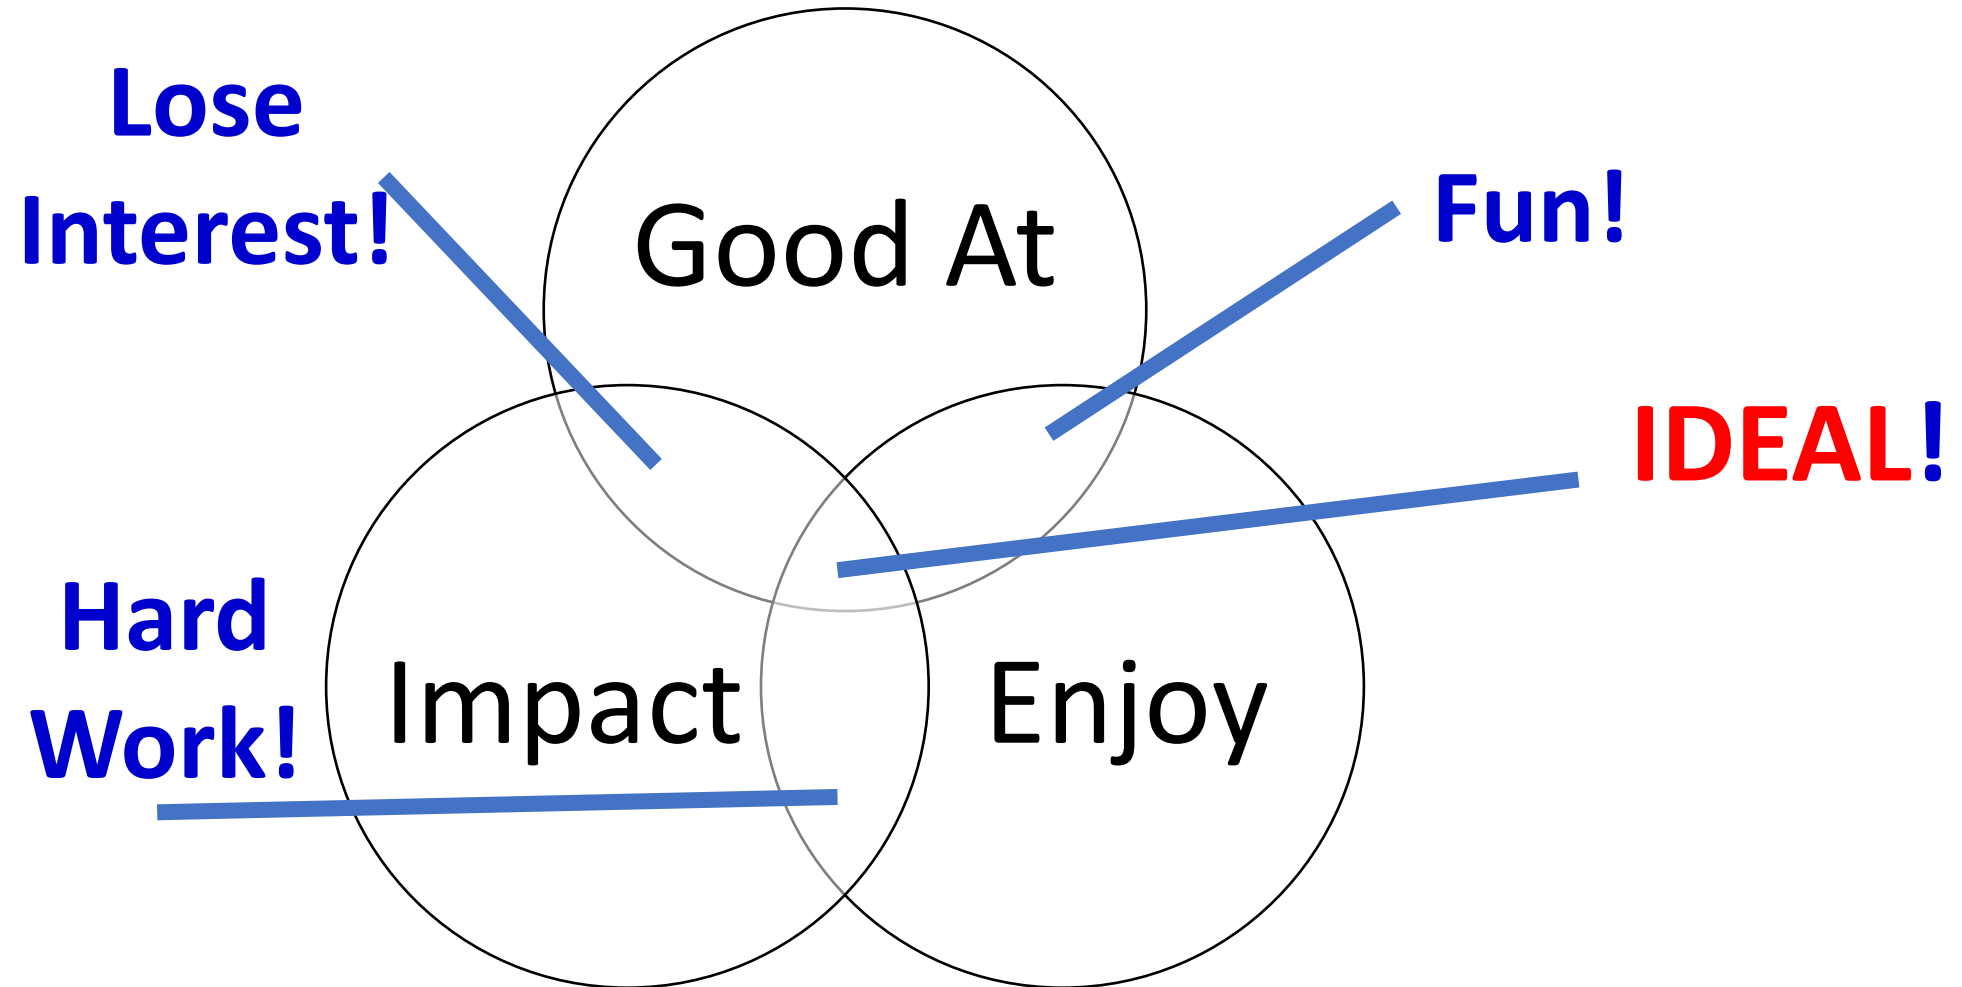 Lose
Interest!
Good At
Fun!
IDEAL!
Hard
Work!
Impact
Enjoy